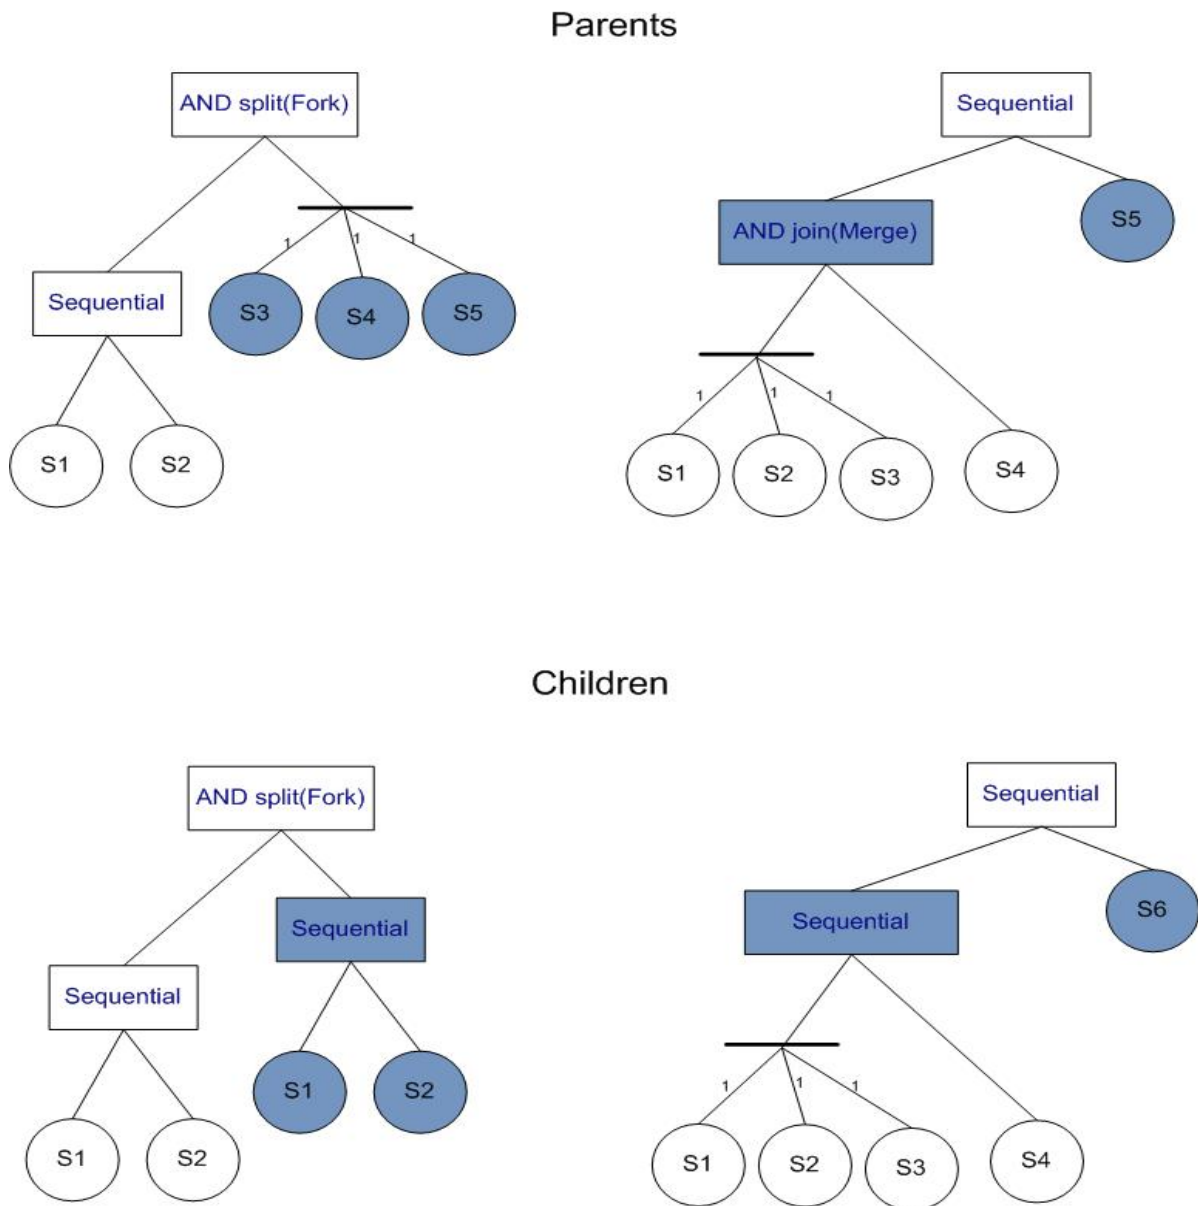 Parents
AND split(Fork)
Sequential
AND join(Merge)
S5
1 1 1
Sequential
S3 S4 S5
1 1 1
S1 S2
S1 S2 S3 S4
Children
AND split(Fork)
Sequential
Sequential
Sequential
S6
Sequential
1 1 1
S1 S2
S1 S2
S1 S2 S3 S4